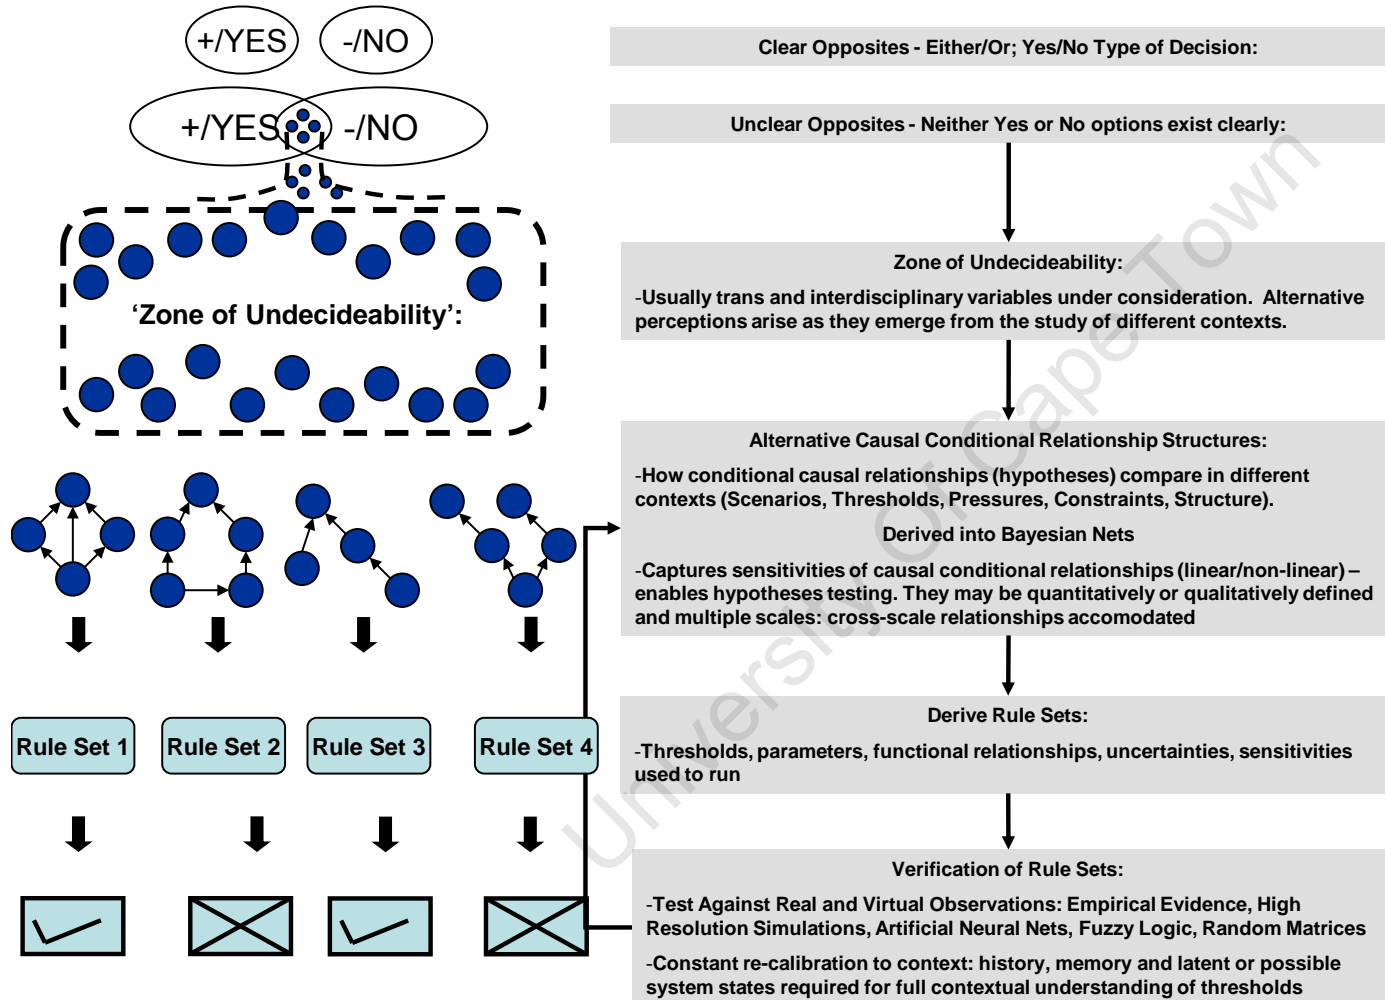 +/YES
-/NO
Clear Opposites - Either/Or; Yes/No Type of Decision:
+/YES
-/NO
Unclear Opposites - Neither Yes or No options exist clearly:
'Zone of Undecideability':
Zone of Undecideability:
-Usually trans and interdisciplinary variables under consideration.  Alternative
perceptions arise as they emerge from the study of different contexts.
Alternative Causal Conditional Relationship Structures:
-How conditional causal relationships (hypotheses) compare in different
contexts (Scenarios, Thresholds, Pressures, Constraints, Structure).
Derived into Bayesian Nets
-Captures sensitivities of causal conditional relationships (linear/non-linear) –
enables hypotheses testing. They may be quantitatively or qualitatively defined
and multiple scales: cross-scale relationships accomodated
Rule Set 1
Rule Set 2
Rule Set 3
Rule Set 4
Derive Rule Sets:
-Thresholds, parameters, functional relationships, uncertainties, sensitivities
used to run
Verification of Rule Sets:
-Test Against Real and Virtual Observations: Empirical Evidence, High
Resolution Simulations, Artificial Neural Nets, Fuzzy Logic, Random Matrices
-Constant re-calibration to context: history, memory and latent or possible
system states required for full contextual understanding of thresholds
University Of Cape Town